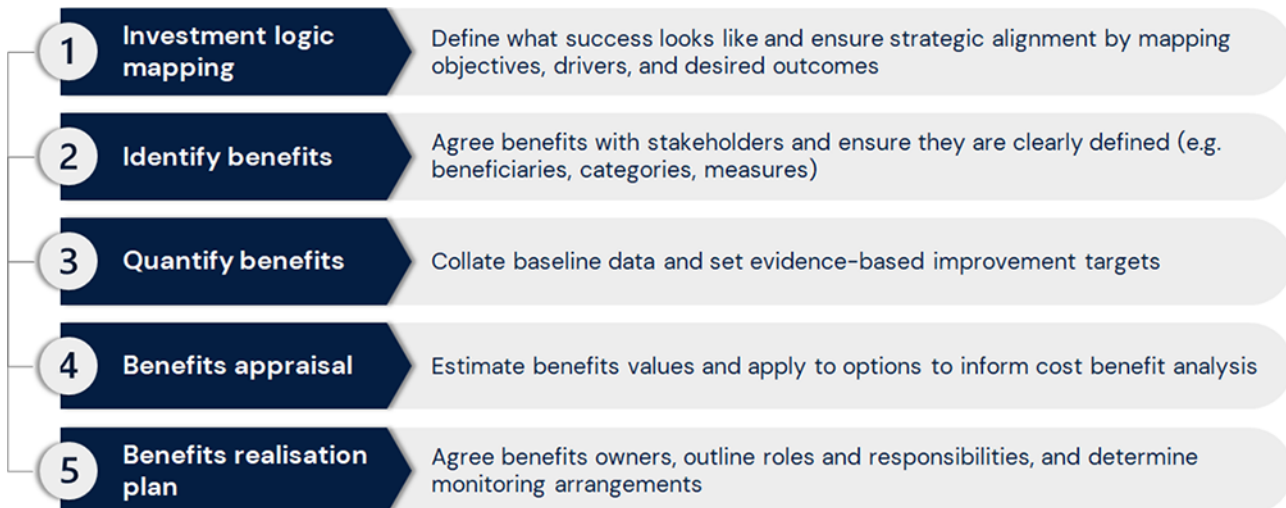 1
Investment logic
mapping
Define what success looks like and ensure strategic alignment by mapping
objectives, drivers, and desired outcomes
2
Identify benefits
Agree benefits with stakeholders and ensure they are clearly defined (e.g.
beneficiaries, categories, measures)
3
Quantify benefits
Collate baseline data and set evidence-based improvement targets
4
Benefits appraisal
Estimate benefits values and apply to options to inform cost benefit analysis
5
Benefits realisation
plan
Agree benefits owners, outline roles and responsibilities, and determine
monitoring arrangements